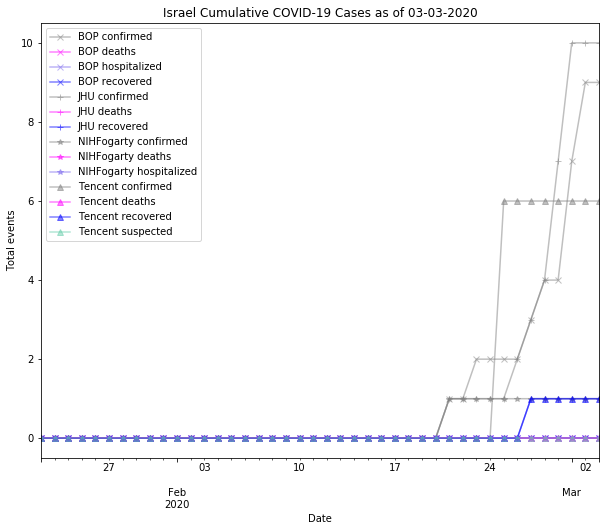 Israel Cumulative COVID-19 Cases as of 03-03-2020
BOP confirmed
BOP deaths
BOP hospitalized
BOP recovered
JHU confirmed
JHU deaths
JHU recovered
NIHFogarty confirmed
NIHFogarty deaths
NIHFogarty hospitalized
Tencent confirmed
Tencent deaths
Tencent recovered
Tencent suspected
Total events
10
8
6
4
2
0
27 03 10 17 24 02
Feb Mar
2020
Date